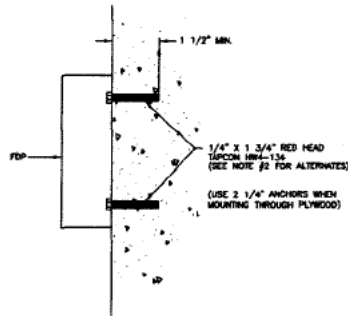 1 1/2" MIN.
FDP
1/4" X 1 3/4" RED HEAD
TAPCON HW4-134
(SEE NOTE #2 FOR ALTERNATES)
(USE 2 1/4" ANCHORS WHEN
MOUNTING THROUGH PLYWOOD)